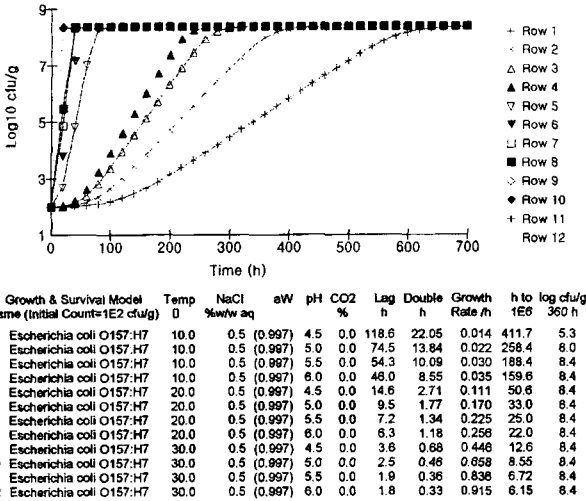 9
7
5
3
1
Log10 cfu/g
0 100 200 300 400 500 600 700
Time (h)
Row 1
Row 2
Row 3
Row 4
Row 5
Row 6
Row 7
Row 8
Row 9
Row 10
Row 11
Row 12
Growth & Survival Model Temp NaCl aW pH CO2 Lag Double Growth h to log cfu/g
sme (Initial Count=1E2 cfu/g) 0 %w/w aq % h h Rate /h 1E6 360 h
Escherichia coli O157:H7 10.0 0.5 (0.997) 4.5 0.0 118.6 22.05 0.014 411.7 5.3
Escherichia coli O157:H7 10.0 0.5 (0.997) 5.0 0.0 74.5 13.84 0.022 258.4 8.0
Escherichia coli O157:H7 10.0 0.5 (0.997) 5.5 0.0 54.3 10.09 0.030 188.4 8.4
Escherichia coli O157:H7 10.0 0.5 (0.997) 6.0 0.0 46.0 8.55 0.035 159.6 8.4
Escherichia coli O157:H7 20.0 0.5 (0.997) 4.5 0.0 14.6 2.71 0.111 50.6 8.4
Escherichia coli O157:H7 20.0 0.5 (0.997) 5.0 0.0 9.5 1.77 0.170 33.0 8.4
Escherichia coli O157:H7 20.0 0.5 (0.997) 5.5 0.0 7.2 1.34 0.225 25.0 8.4
Escherichia coli O157:H7 20.0 0.5 (0.997) 6.0 0.0 6.3 1.18 0.256 22.0 8.4
Escherichia coli O157:H7 30.0 0.5 (0.997) 4.5 0.0 3.6 0.68 0.446 12.6 8.4
Escherichia coli O157:H7 30.0 0.5 (0.997) 5.0 0.0 2.5 0.46 0.658 8.55 8.4
Escherichia coli O157:H7 30.0 0.5 (0.997) 5.5 0.0 1.9 0.36 0.836 6.72 8.4
Escherichia coli O157:H7 30.0 0.5 (0.997) 6.0 0.0 1.8 0.33 0.915 6.15 8.4